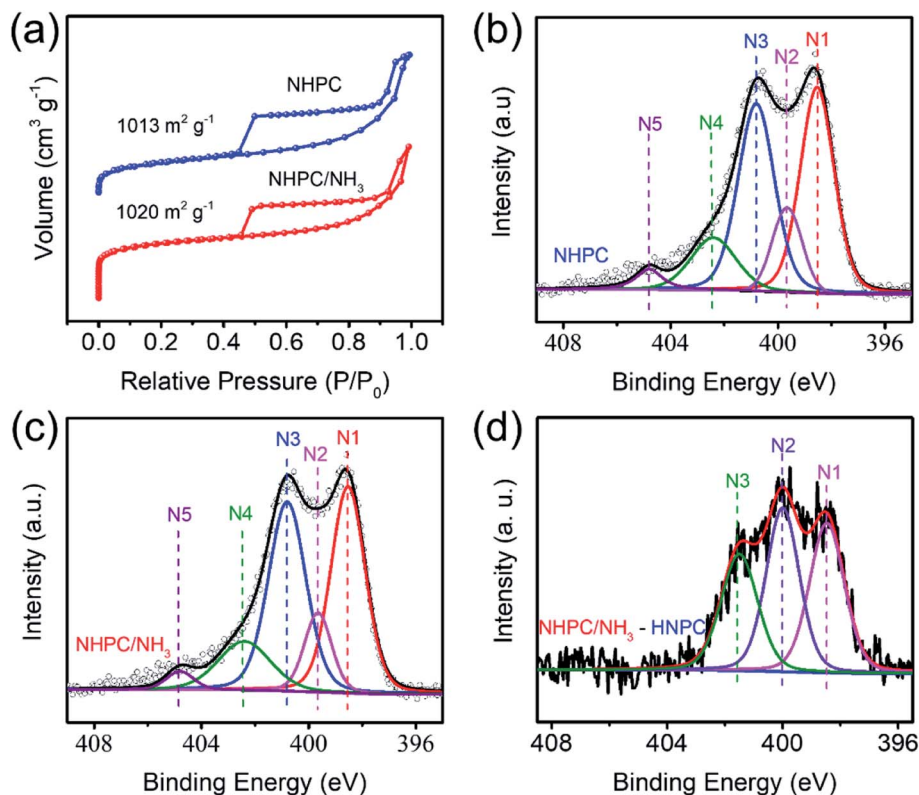 (a)
Volume (cm³ g⁻¹)
NHPC
1013 m² g⁻¹
NHPC/NH₃
1020 m² g⁻¹
0.0 0.2 0.4 0.6 0.8 1.0
Relative Pressure (P/P₀)
(b)
Intensity (a.u)
N5 N4 N3 N2 N1
NHPC
408 404 400 396
Binding Energy (eV)
(c)
Intensity (a.u.)
N5 N4 N3 N2 N1
NHPC/NH₃
408 404 400 396
Binding Energy (eV)
(d)
Intensity (a. u.)
N3 N2 N1
NHPC/NH₃ - HNPC
408 404 400 396
Binding Energy (eV)